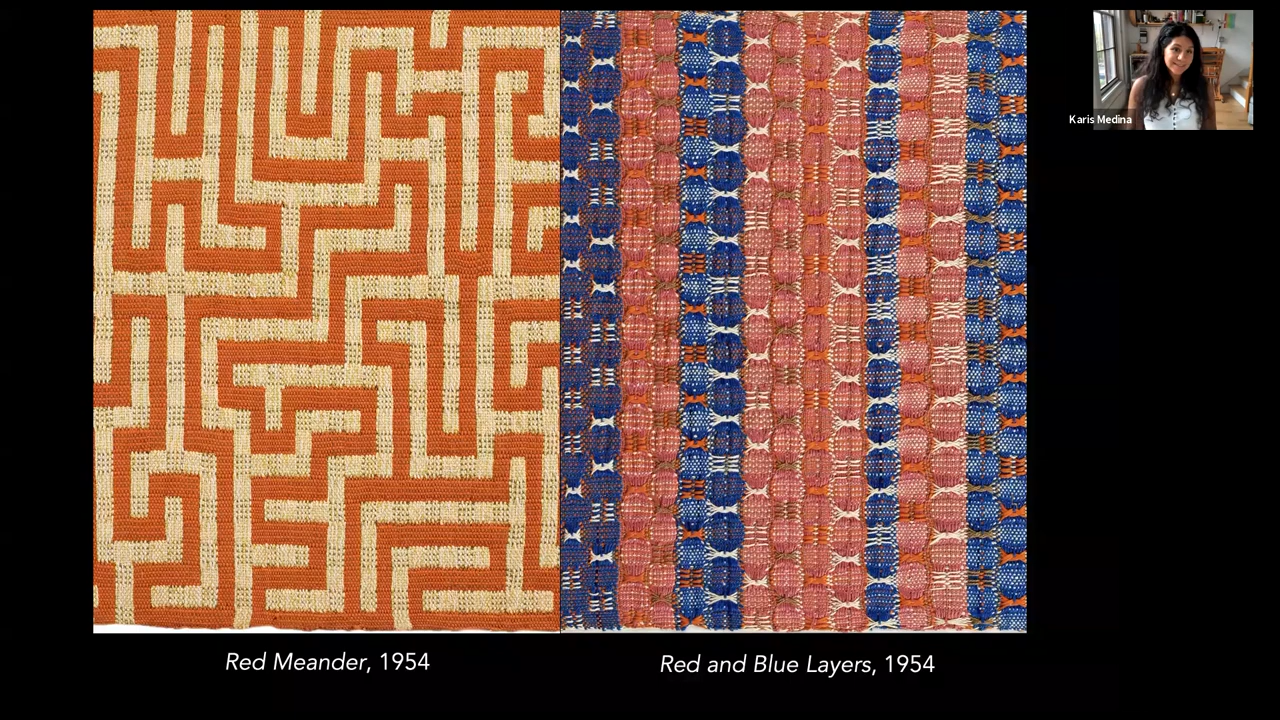 Karis Medina
Red Meander, 1954
Red and Blue Layers, 1954